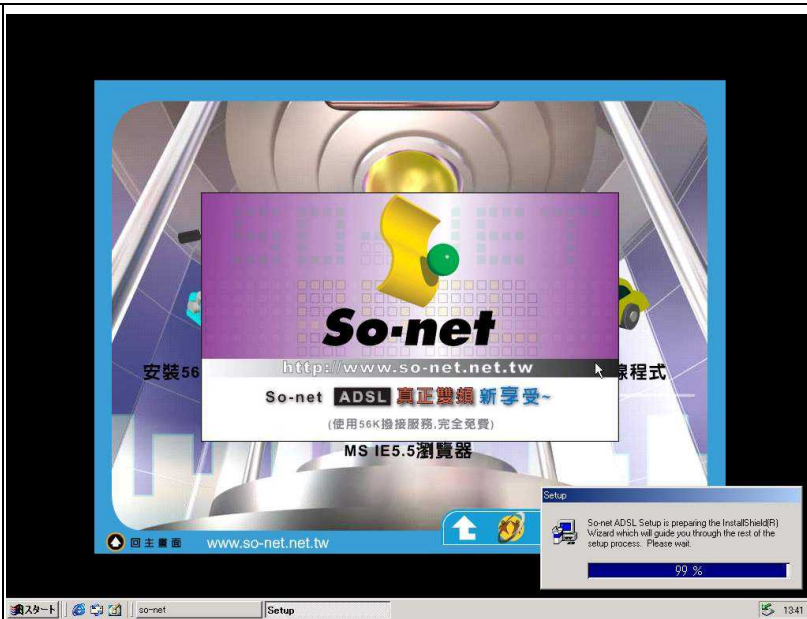 So-net
http://www.so-net.net.tw
安裝56
線程式
So-net ADSL 真正雙頻 新享受~
(使用56K撥接服務,完全免費)
MS IE5.5瀏覽器
回主畫面 www.so-net.net.tw
Setup
So-net ADSL Setup is preparing the InstallShield(R)
Wizard which will guide you through the rest of the
setup process. Please wait.
99 %
スタート so-net Setup 13:41